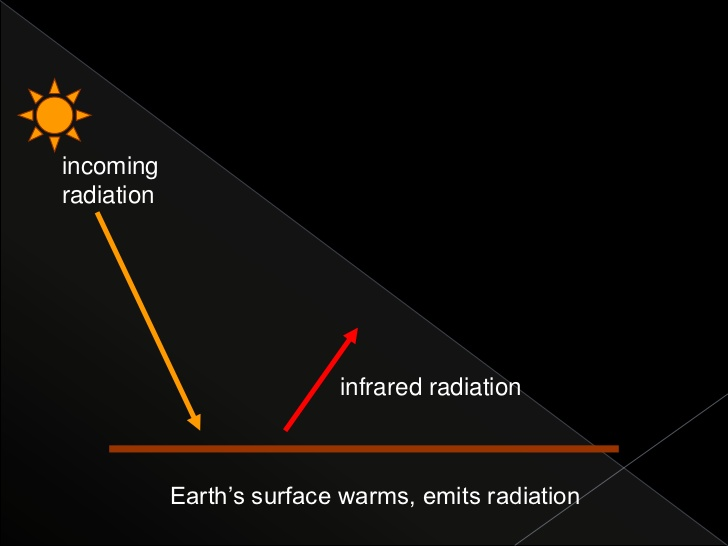 incoming
radiation
infrared radiation
Earth’s surface warms, emits radiation